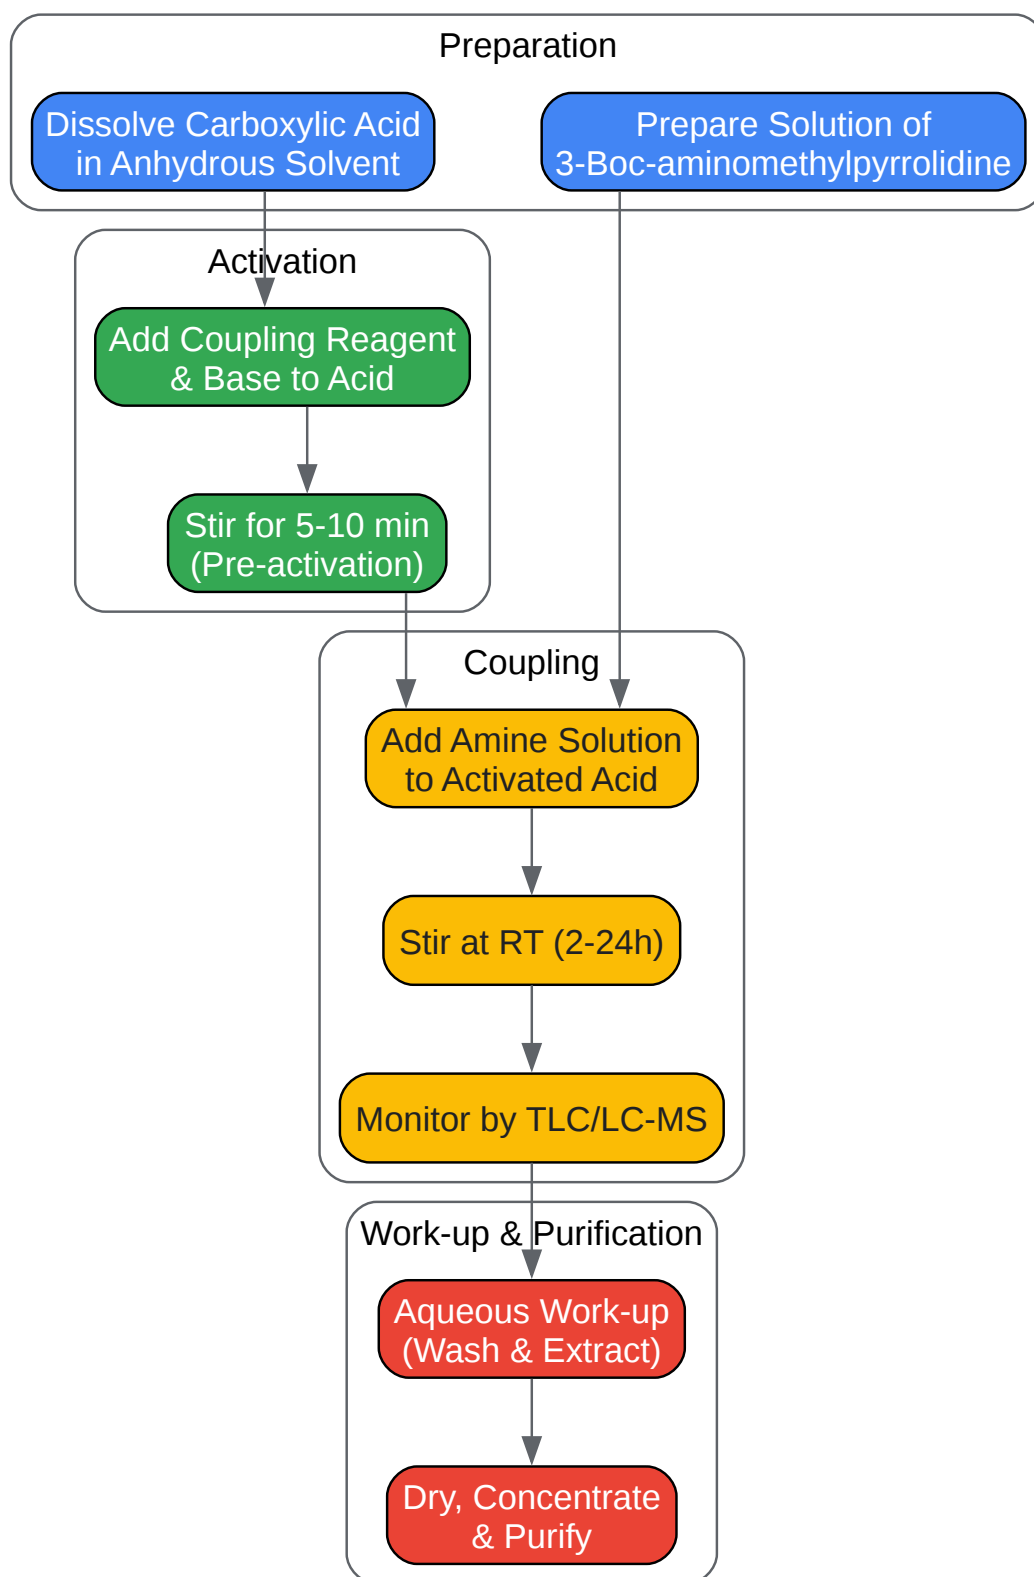 Preparation
Dissolve Carboxylic Acid
in Anhydrous Solvent
Prepare Solution of
3-Boc-aminomethylpyrrolidine
Activation
Add Coupling Reagent
& Base to Acid
Stir for 5-10 min
(Pre-activation)
Coupling
Add Amine Solution
to Activated Acid
Stir at RT (2-24h)
Monitor by TLC/LC-MS
Work-up & Purification
Aqueous Work-up
(Wash & Extract)
Dry, Concentrate
& Purify